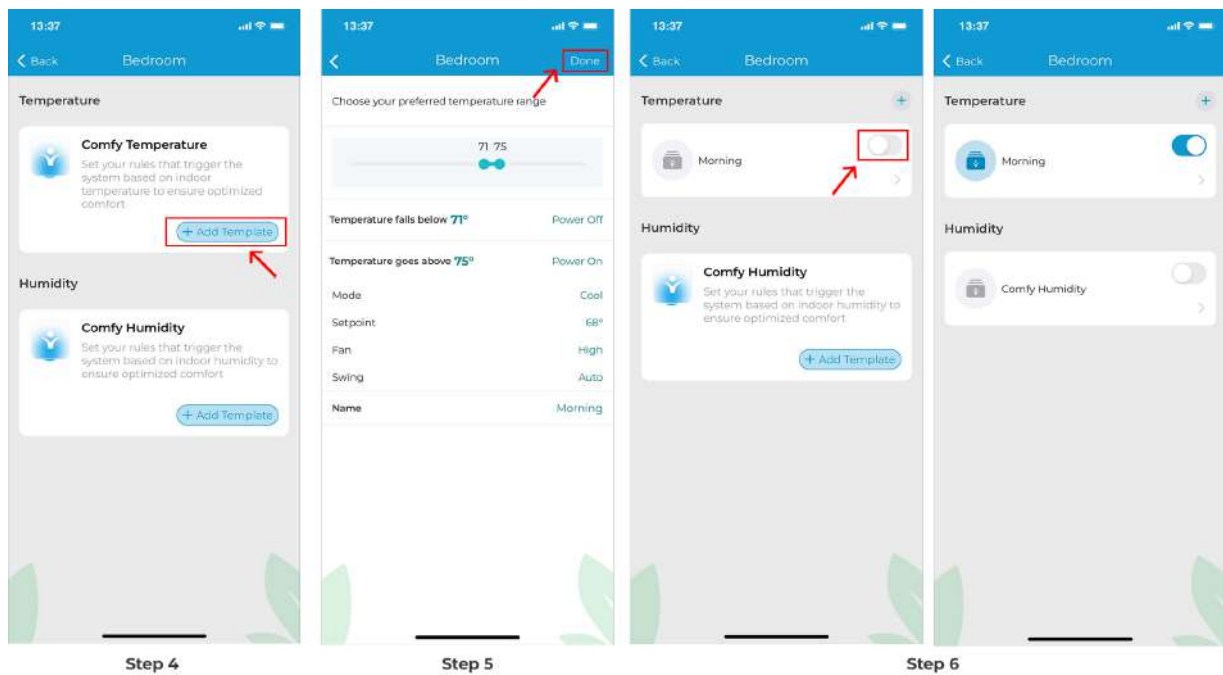 13:37
Back
Bedroom
Temperature
Comfy Temperature
Set your rules that trigger the
system based on indoor
temperature to ensure optimized
comfort
+ Add Template
Humidity
Comfy Humidity
Set your rules that trigger the
system based on indoor humidity to
ensure optimized comfort
+ Add Template
Step 4
13:37
Bedroom
Done
Choose your preferred temperature range
71 75
Temperature falls below 71° Power Off
Temperature goes above 75° Power On
Mode Cool
Setpoint 68°
Fan High
Swing Auto
Name Morning
Step 5
13:37
Back
Bedroom
Temperature +
Morning
Humidity
Comfy Humidity
Set your rules that trigger the
system based on indoor humidity to
ensure optimized comfort
+ Add Template
13:37
Back
Bedroom
Temperature +
Morning
Humidity
Comfy Humidity
Step 6